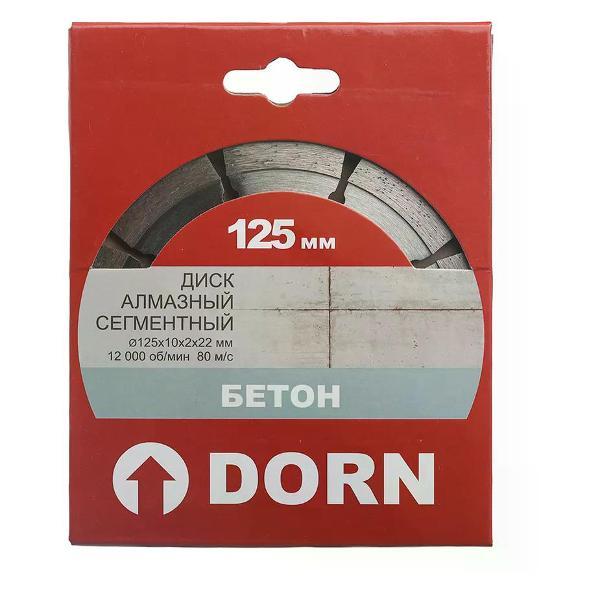 125 мм
ДИСК
АЛМАЗНЫЙ
СЕГМЕНТНЫЙ
ø125x10x2x22 мм
12 000 об/мин 80 м/с
БЕТОН
DORN